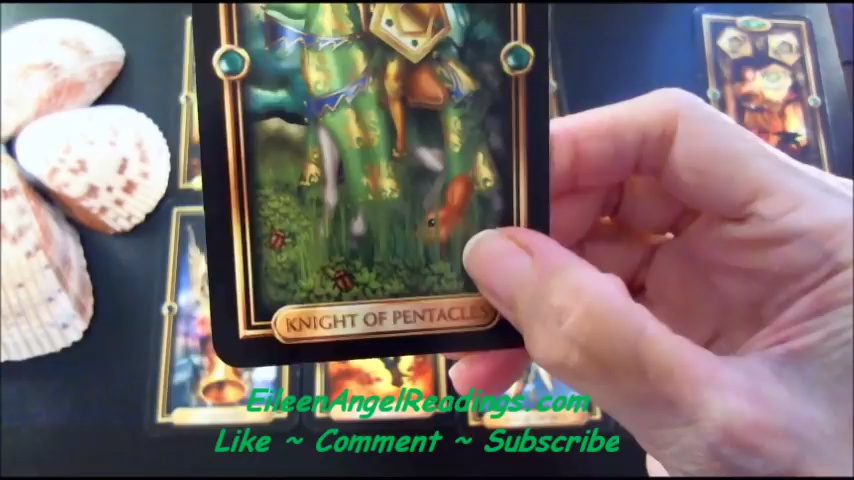 KNIGHT OF PENTACLES
EileenAngelReadings.com
Like ~ Comment ~ Subscribe